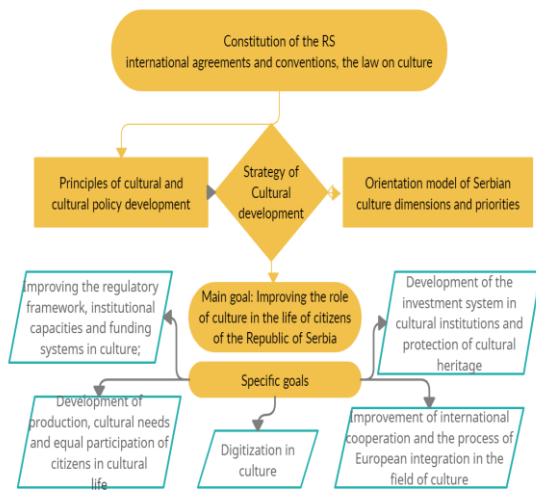 Constitution of the RS
international agreements and conventions, the law on culture
Principles of cultural and
cultural policy development
Strategy of
Cultural
development
Orientation model of Serbian
culture dimensions and priorities
Improving the regulatory
framework, institutional
capacities and funding
systems in culture;
Main goal: Improving the role
of culture in the life of citizens
of the Republic of Serbia
Development of the
investment system in
cultural institutions and
protection of cultural
heritage
Specific goals
Development of
production, cultural needs
and equal participation of
citizens in cultural
life
Digitization in
culture
Improvement of international
cooperation and the process of
European integration in the
field of culture